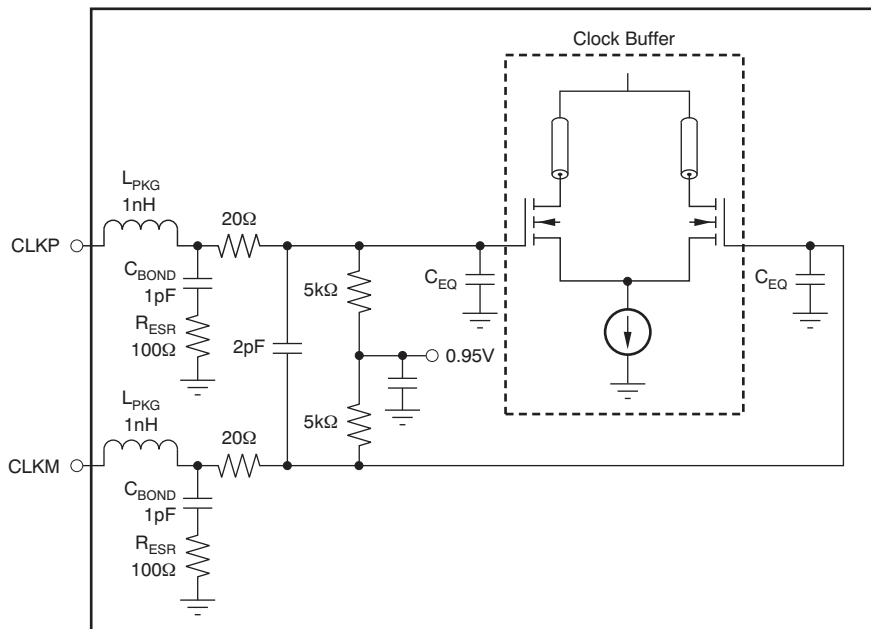 Clock Buffer
L_PKG
1nH
20Ω
CLKP
C_BOND
1pF
R_ESR
100Ω
5kΩ
C_EQ
C_EQ
2pF
0.95V
L_PKG
1nH
20Ω
5kΩ
CLKM
C_BOND
1pF
R_ESR
100Ω